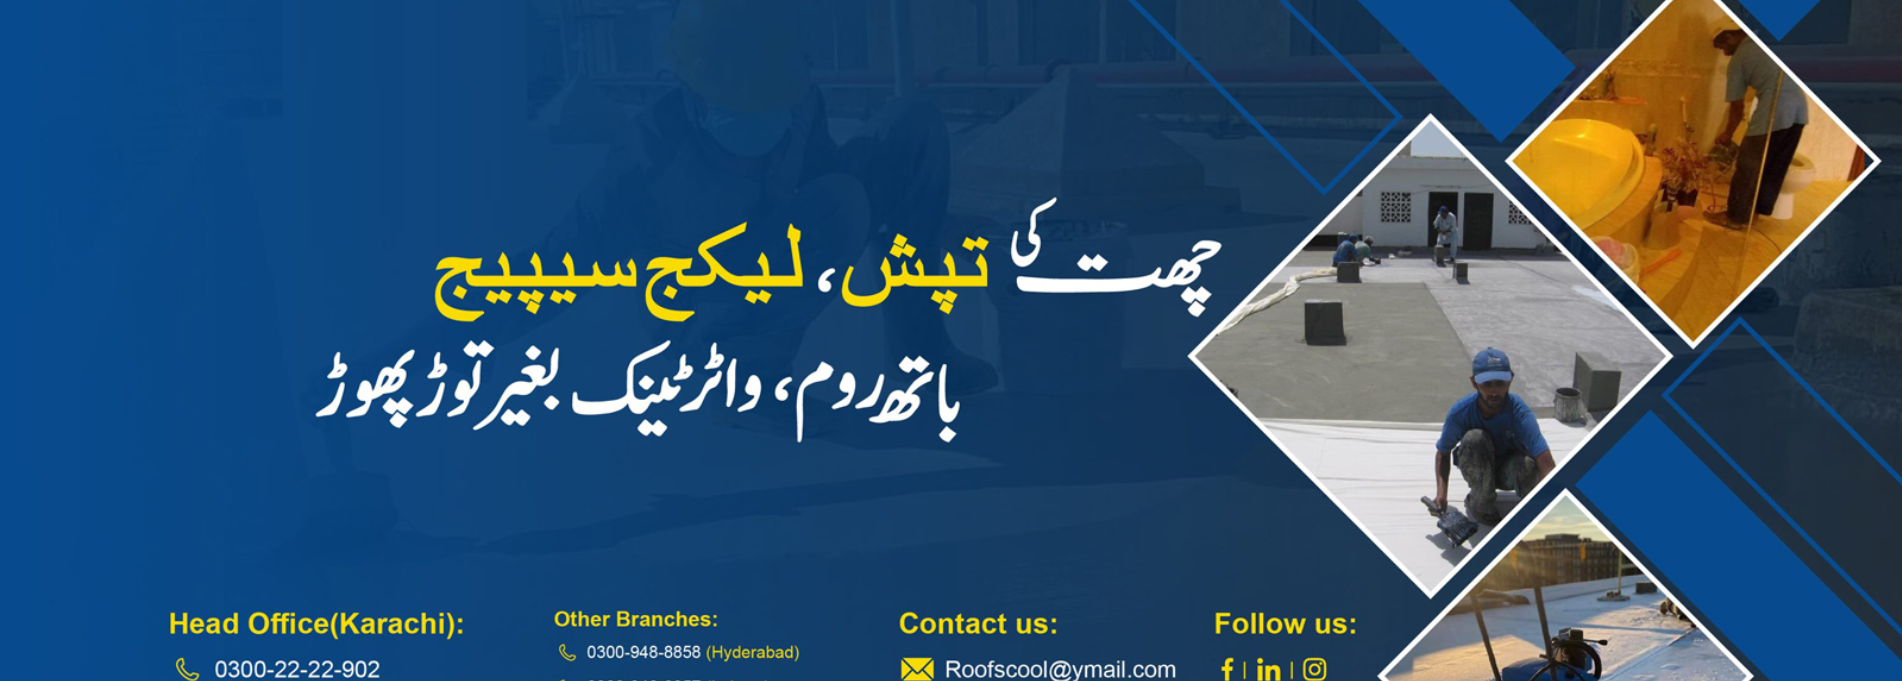 چھت کی تپش، لیکج سیپیج
باتھ روم، واٹر ٹینک بغیر توڑ پھوڑ
Head Office(Karachi):
0300-22-22-902
Other Branches:
0300-948-8858 (Hyderabad)
Contact us:
Roofscool@ymail.com
Follow us: